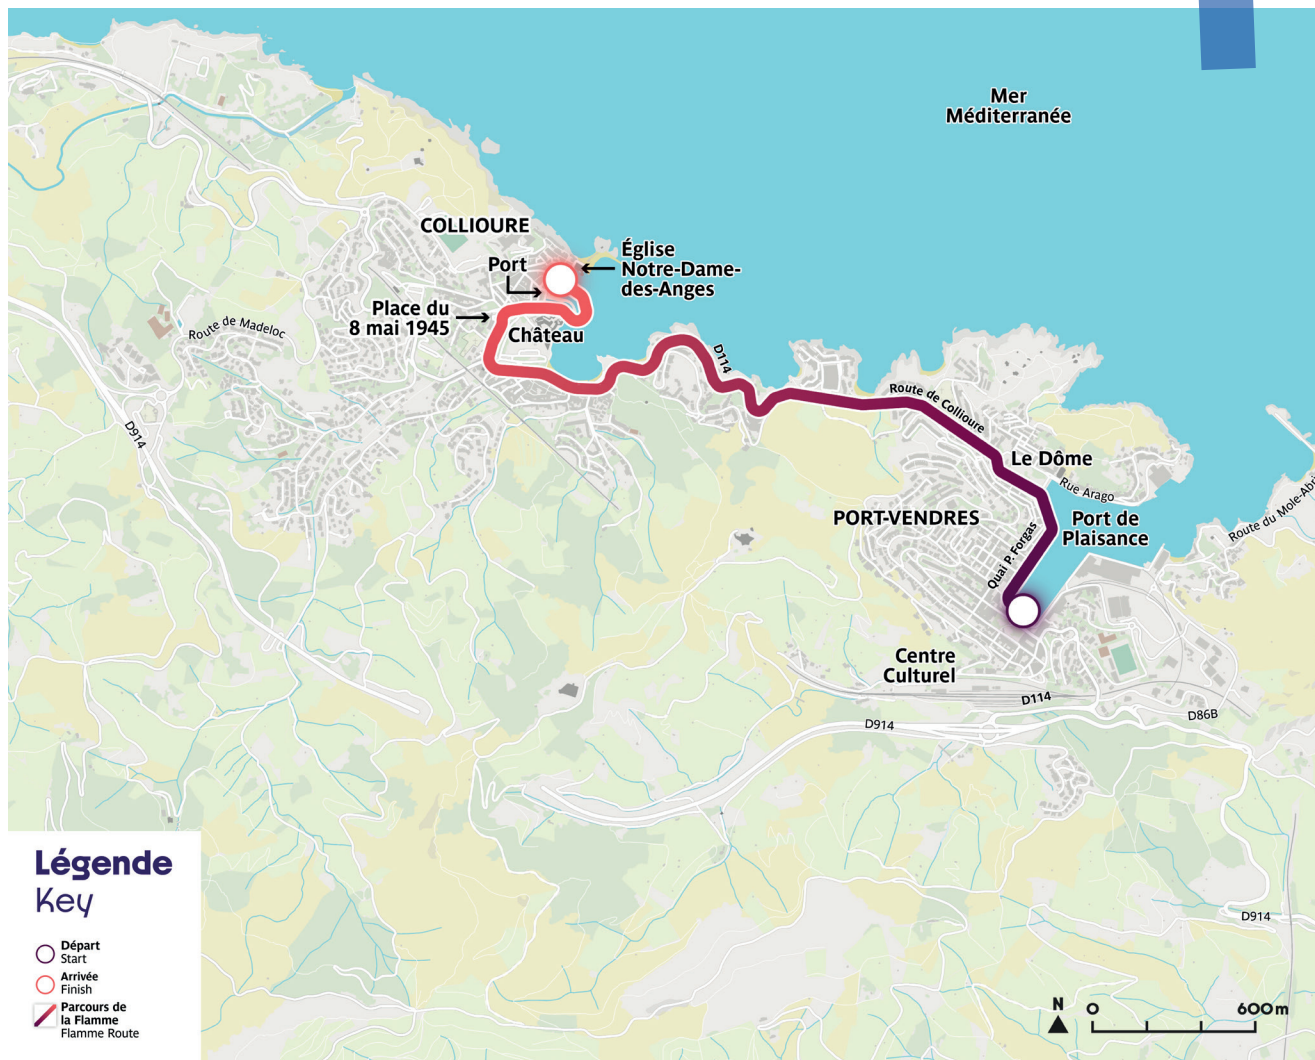 Mer
Méditerranée
COLLIOURE
Église
Notre-Dame-
des-Anges
Port
Place du
8 mai 1945
Château
Route de Madeloc
D114
D914
Route de Collioure
Le Dôme
Rue Arago
PORT-VENDRES
Port de
Plaisance
Route du Mole-Abri
Quai P. Forgas
Centre
Culturel
D114
D86B
D914
D914
Légende
Key
Départ
Start
Arrivée
Finish
Parcours de
la Flamme
Flamme Route
N
0
600 m